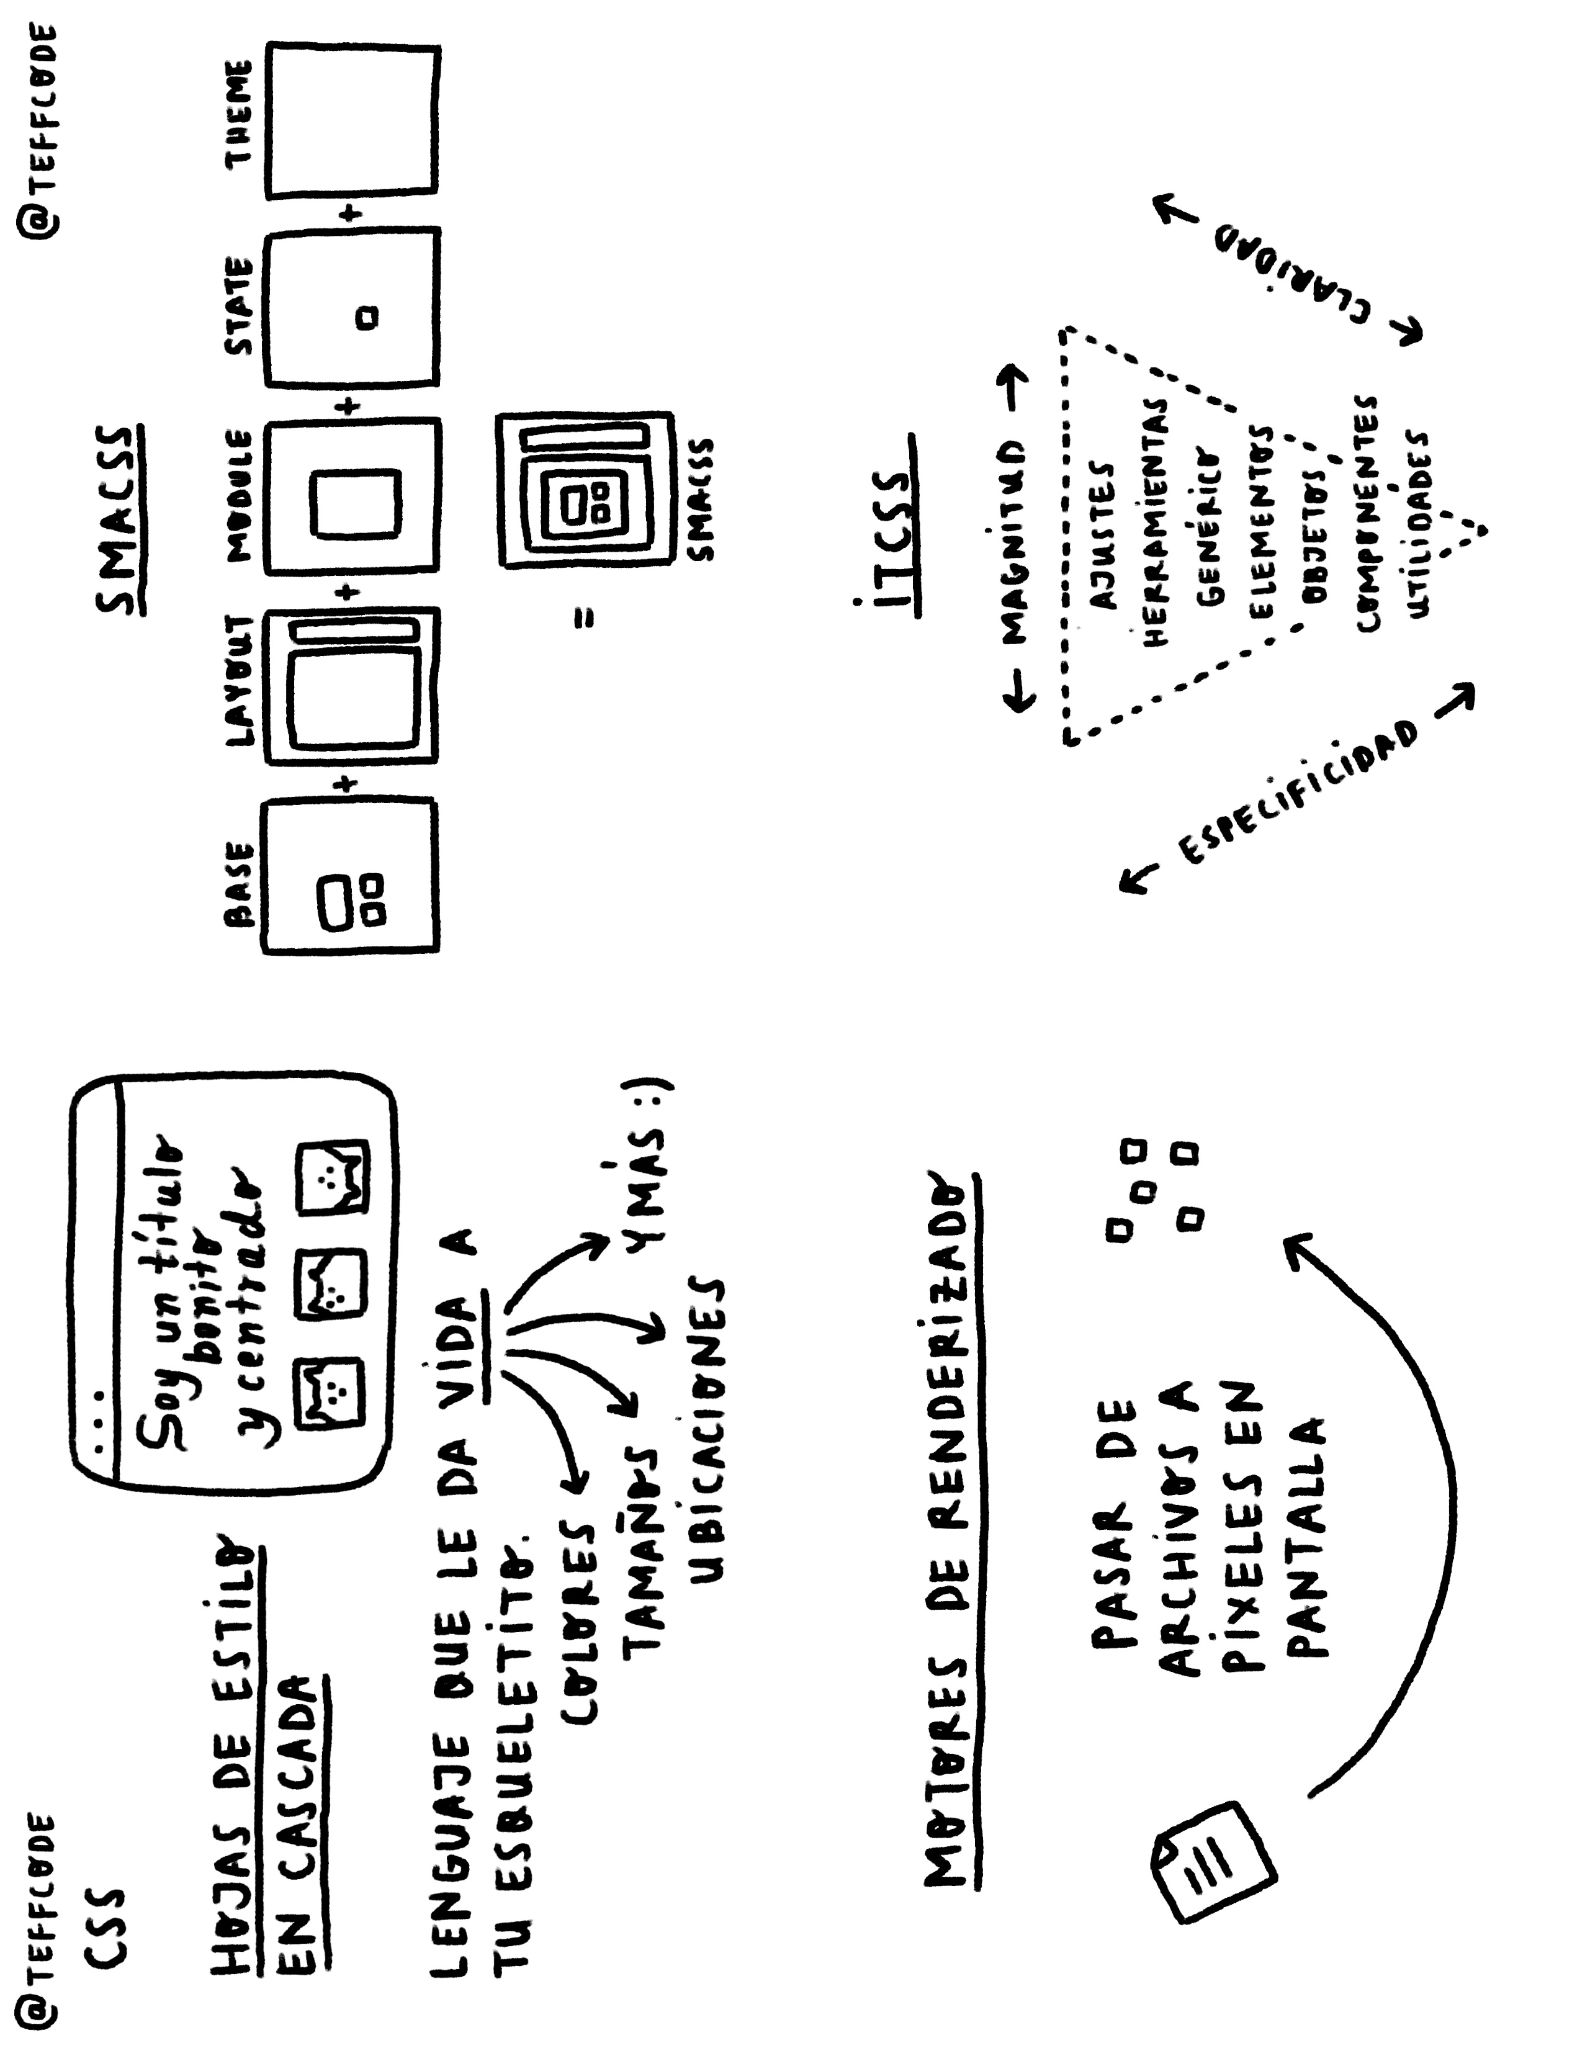 @TEFFCODE
CSS
HOJAS DE ESTILO
EN CASCADA
Soy un título
bonito
y centrado
LENGUAJE QUE LE DA VIDA A
TU ESQUELETITO.
COLORES
TAMAÑOS
UBICACIONES
Y MÁS :)
MOTORES DE RENDERIZADO
PASAR DE
ARCHIVOS A
PIXELES EN
PANTALLA
@TEFFCODE
SMACSS
BASE + LAYOUT + MODULE + STATE + THEME
=
SMACSS
ITCSS
MAGNITUD
AJUSTES
HERRAMIENTAS
GENÉRICO
ELEMENTOS
OBJETOS
COMPONENTES
UTILIDADES
ESPECIFICIDAD
CLARIDAD